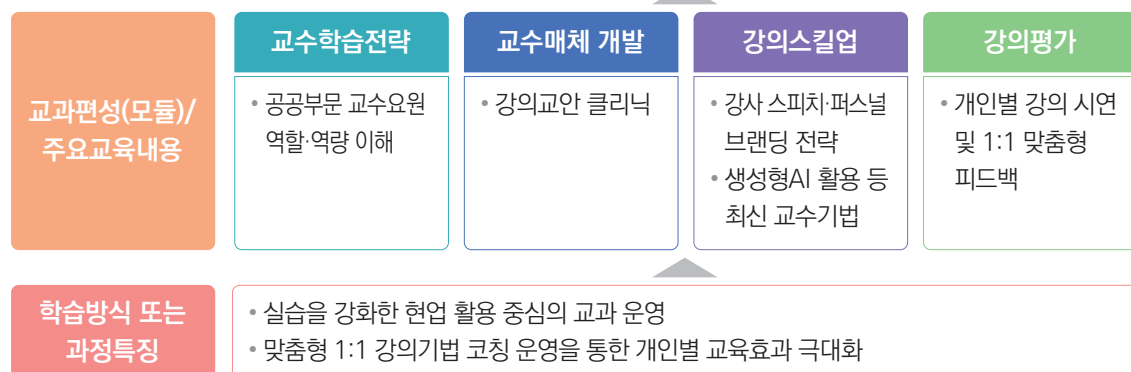 교과편성(모듈)/
주요교육내용
교수학습전략
• 공공부문 교수요원
역할·역량 이해
교수매체 개발
• 강의교안 클리닉
강의스킬업
• 강사 스피치·퍼스널
브랜딩 전략
• 생성형AI 활용 등
최신 교수기법
강의평가
• 개인별 강의 시연
및 1:1 맞춤형
피드백
학습방식 또는
과정특징
• 실습을 강화한 현업 활용 중심의 교과 운영
• 맞춤형 1:1 강의기법 코칭 운영을 통한 개인별 교육효과 극대화